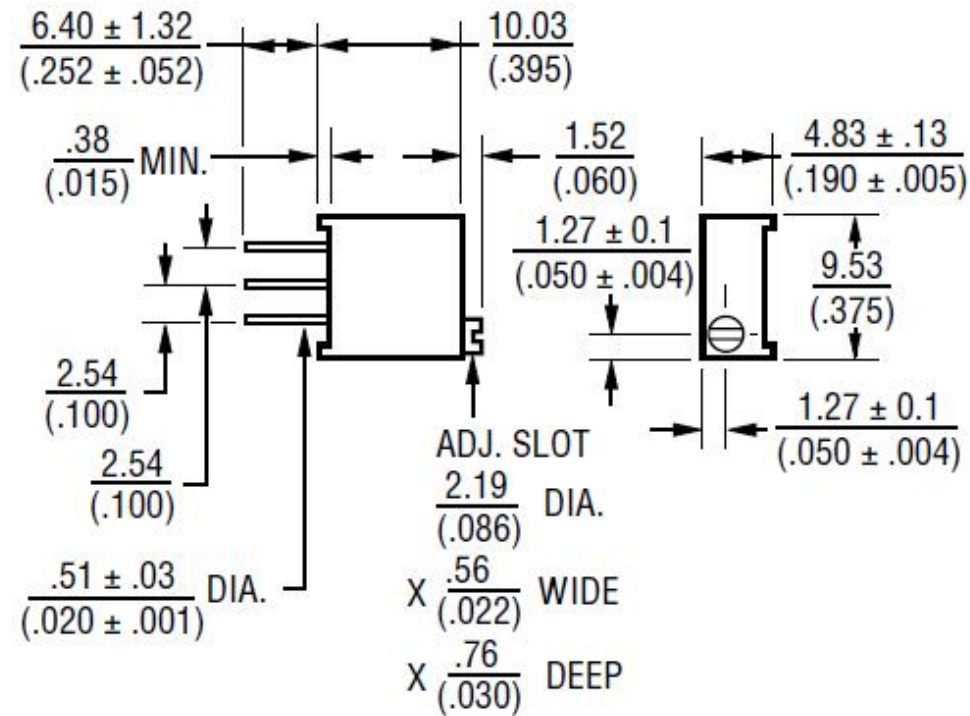 6.40 ± 1.32
(.252 ± .052)
10.03
(.395)
.38
(.015)
MIN.
1.52
(.060)
4.83 ± .13
(.190 ± .005)
1.27 ± 0.1
(.050 ± .004)
9.53
(.375)
2.54
(.100)
2.54
(.100)
1.27 ± 0.1
(.050 ± .004)
.51 ± .03
(.020 ± .001)
DIA.
ADJ. SLOT
2.19
(.086)
DIA.
X .56
(.022)
WIDE
X .76
(.030)
DEEP